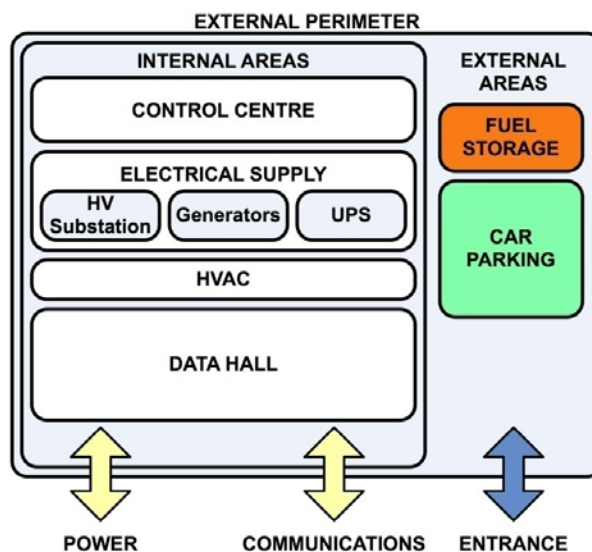 EXTERNAL PERIMETER
INTERNAL AREAS
CONTROL CENTRE
ELECTRICAL SUPPLY
HV
Substation
Generators
UPS
HVAC
DATA HALL
EXTERNAL
AREAS
FUEL
STORAGE
CAR
PARKING
POWER
COMMUNICATIONS
ENTRANCE